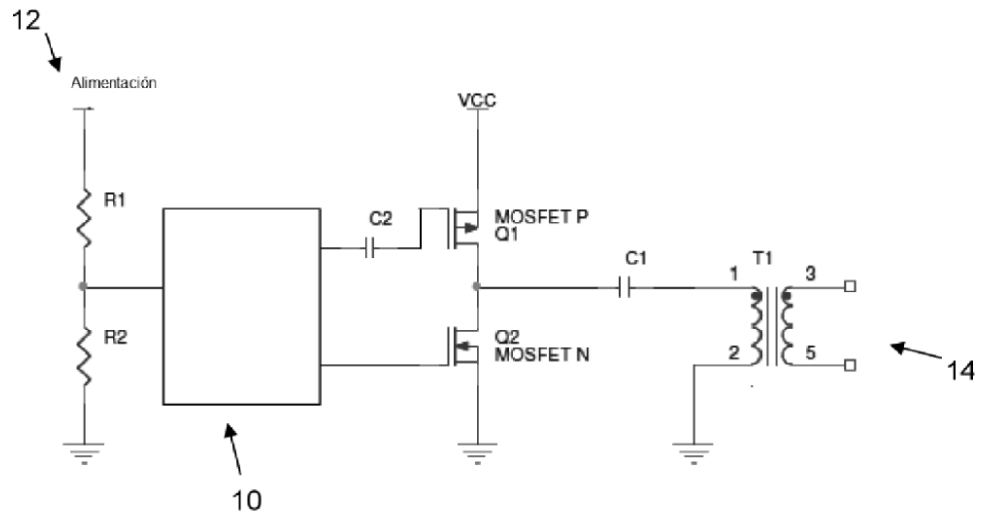 12
Alimentación
VCC
R1
C2
MOSFET P
Q1
C1
T1
1
3
R2
Q2
MOSFET N
2
5
14
10